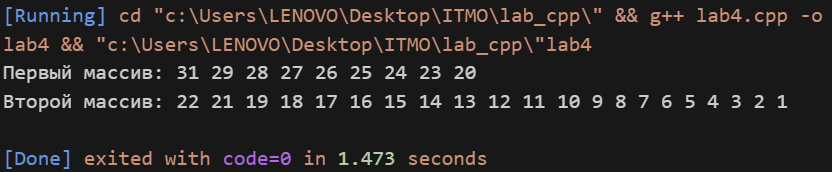 [Running] cd "c:\Users\LENOVO\Desktop\ITMO\lab_cpp\" && g++ lab4.cpp -o
lab4 && "c:\Users\LENOVO\Desktop\ITMO\lab_cpp\"lab4
Первый массив: 31 29 28 27 26 25 24 23 20
Второй массив: 22 21 19 18 17 16 15 14 13 12 11 10 9 8 7 6 5 4 3 2 1
[Done] exited with code=0 in 1.473 seconds